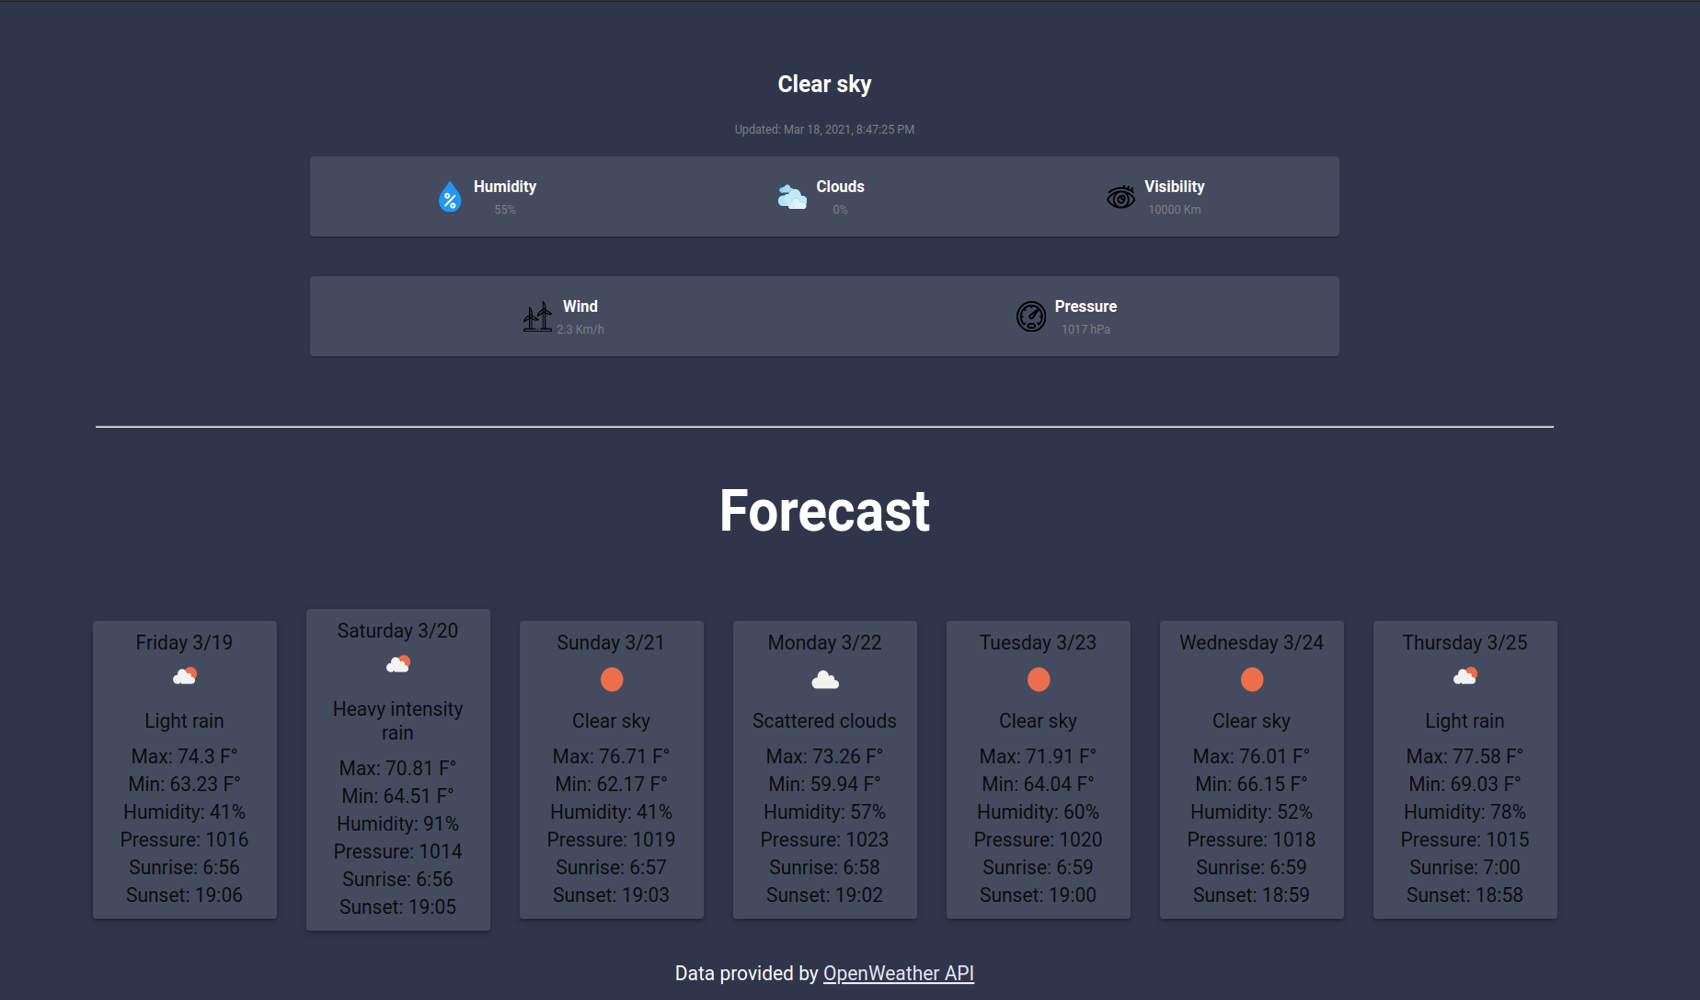 Clear sky
Updated: Mar 18, 2021, 8:47:25 PM
Humidity
55%
Clouds
0%
Visibility
10000 Km
Wind
2.3 Km/h
Pressure
1017 hPa
Forecast
Friday 3/19
Light rain
Max: 74.3 F°
Min: 63.23 F°
Humidity: 41%
Pressure: 1016
Sunrise: 6:56
Sunset: 19:06
Saturday 3/20
Heavy intensity
rain
Max: 70.81 F°
Min: 64.51 F°
Humidity: 91%
Pressure: 1014
Sunrise: 6:56
Sunset: 19:05
Sunday 3/21
Clear sky
Max: 76.71 F°
Min: 62.17 F°
Humidity: 41%
Pressure: 1019
Sunrise: 6:57
Sunset: 19:03
Monday 3/22
Scattered clouds
Max: 73.26 F°
Min: 59.94 F°
Humidity: 57%
Pressure: 1023
Sunrise: 6:58
Sunset: 19:02
Tuesday 3/23
Clear sky
Max: 71.91 F°
Min: 64.04 F°
Humidity: 60%
Pressure: 1020
Sunrise: 6:59
Sunset: 19:00
Wednesday 3/24
Clear sky
Max: 76.01 F°
Min: 66.15 F°
Humidity: 52%
Pressure: 1018
Sunrise: 6:59
Sunset: 18:59
Thursday 3/25
Light rain
Max: 77.58 F°
Min: 69.03 F°
Humidity: 78%
Pressure: 1015
Sunrise: 7:00
Sunset: 18:58
Data provided by OpenWeather API